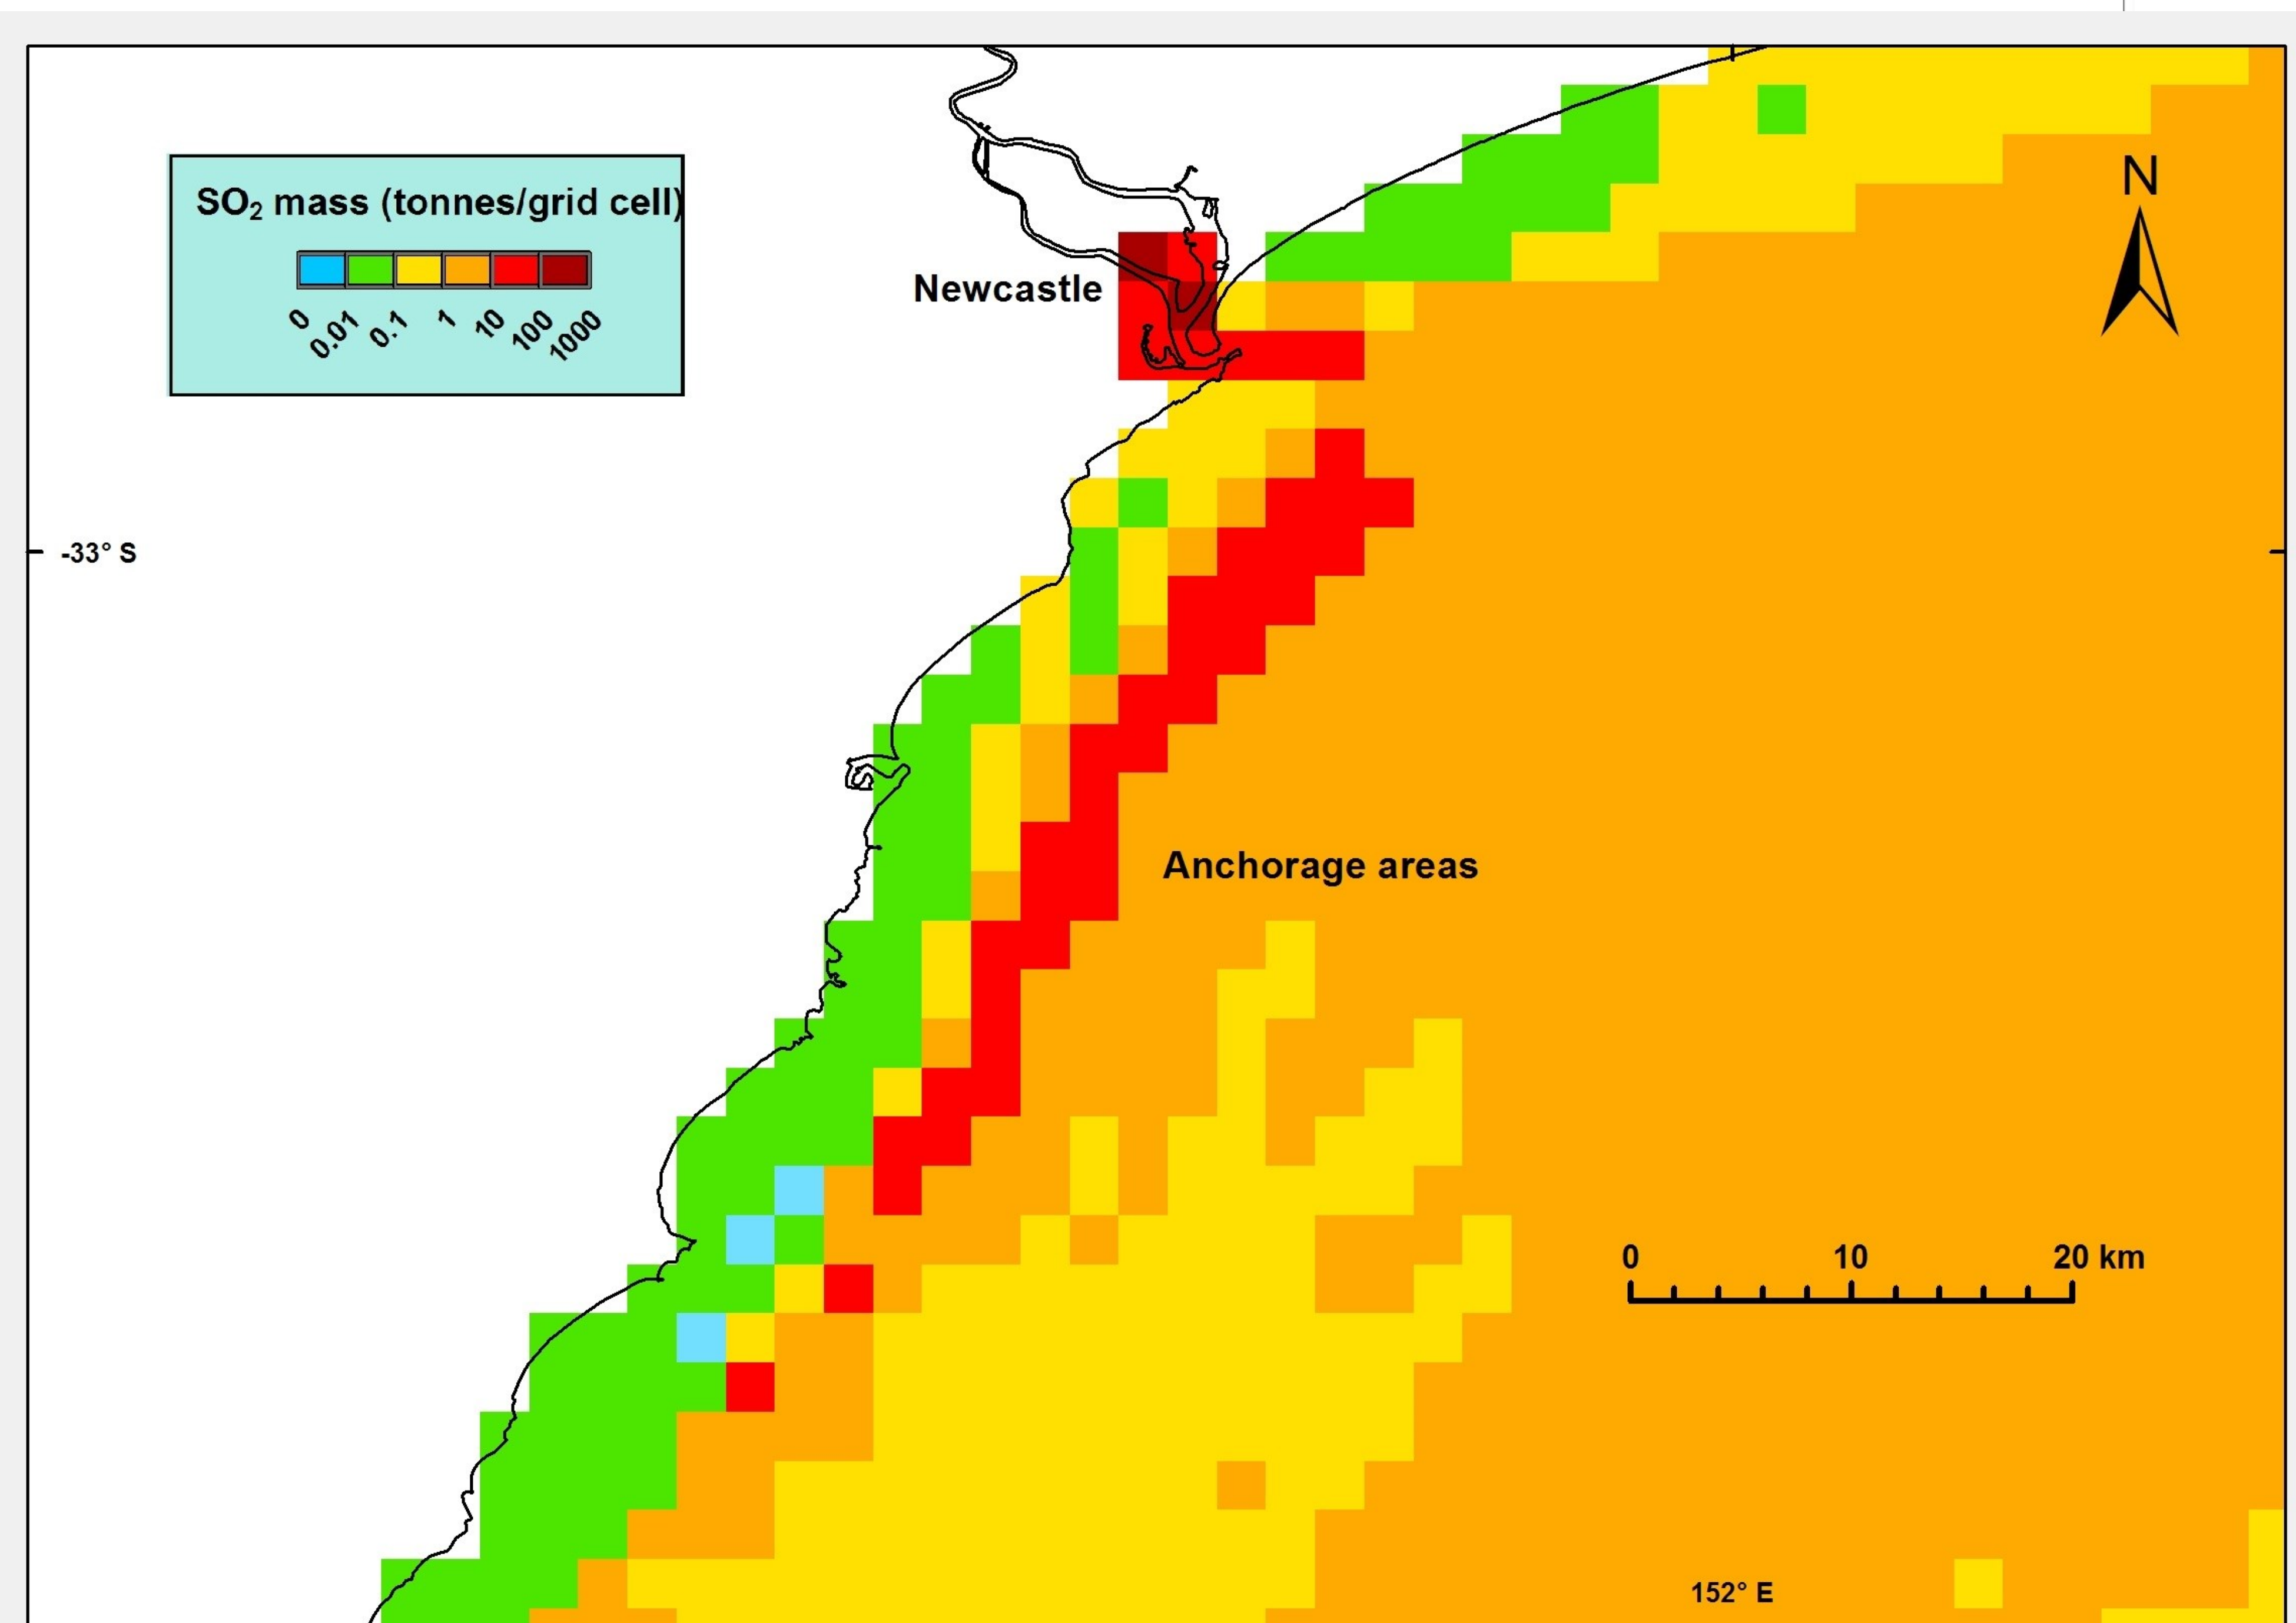 N
SO₂ mass (tonnes/grid cell)
0 0.01 0.1 1 10 100 1000
Newcastle
-33° S
Anchorage areas
0 10 20 km
152° E